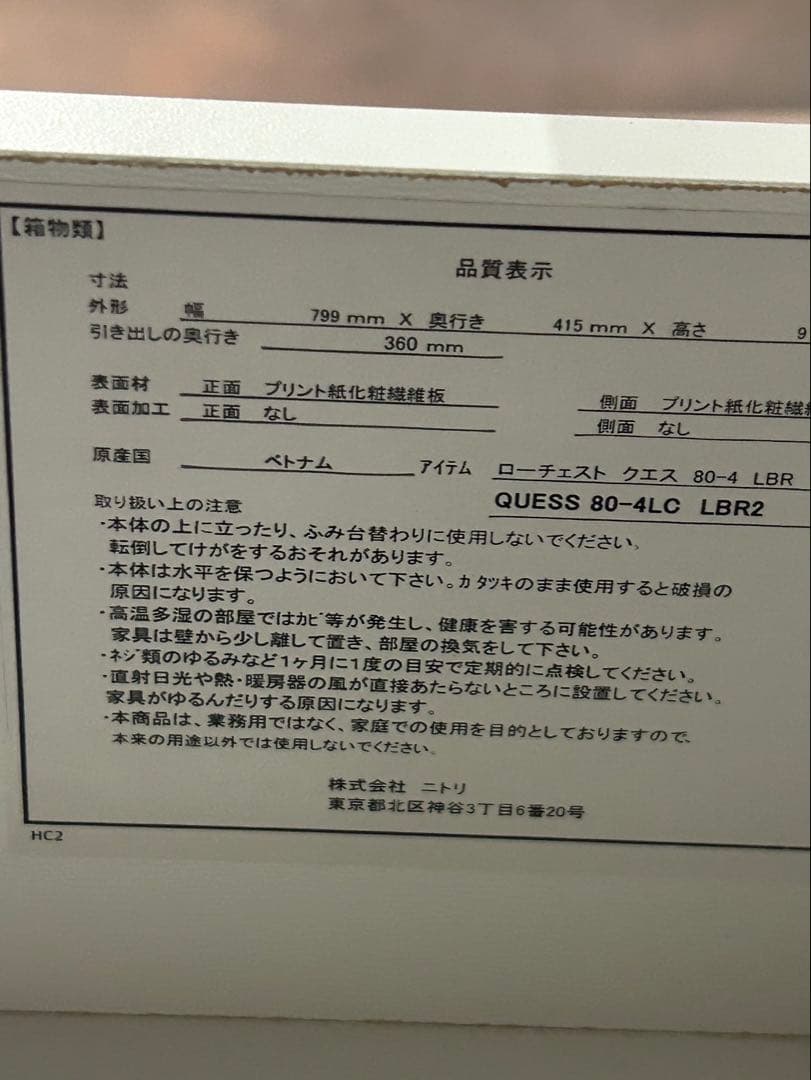 【箱物類】
品質表示
寸法
外形 幅 799 mm X 奥行き 415 mm X 高さ 9
引き出しの奥行き 360 mm
表面材 正面 プリント紙化粧繊維板 側面 プリント紙化粧繊
表面加工 正面 なし 側面 なし
原産国 ベトナム アイテム ローチェスト クエス 80-4 LBR
QUESS 80-4LC LBR2
取り扱い上の注意
・本体の上に立ったり、ふみ台替わりに使用しないでください。
転倒してけがをするおそれがあります。
・本体は水平を保つようにおいて下さい。ｶﾞﾀﾂｷのまま使用すると破損の
原因になります。
・高温多湿の部屋ではｶﾋﾞ等が発生し、健康を害する可能性があります。
家具は壁から少し離して置き、部屋の換気をして下さい。
・ﾈｼﾞ類のゆるみなど1ヶ月に1度の目安で定期的に点検してください。
・直射日光や熱・暖房器の風が直接あたらないところに設置してください。
家具がゆるんだりする原因になります。
・本商品は、業務用ではなく、家庭での使用を目的としておりますので、
本来の用途以外では使用しないでください。
株式会社 ニトリ
東京都北区神谷3丁目6番20号
HC2